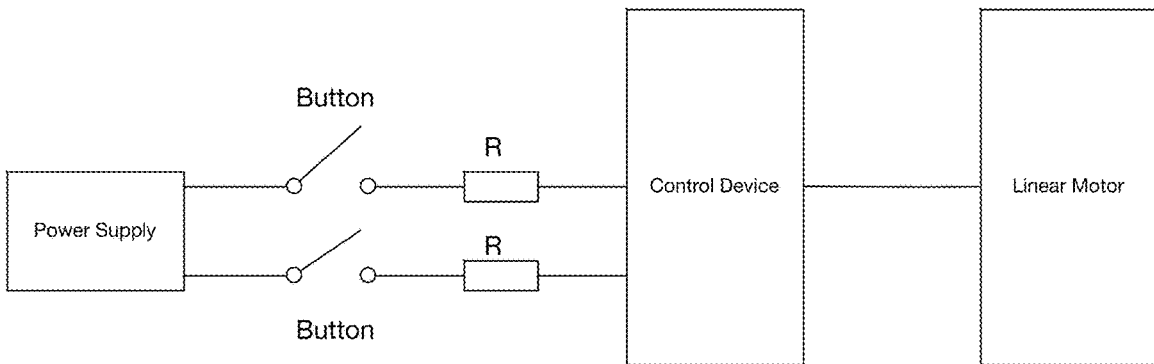 Button
R
Power Supply
Control Device
Linear Motor
R
Button